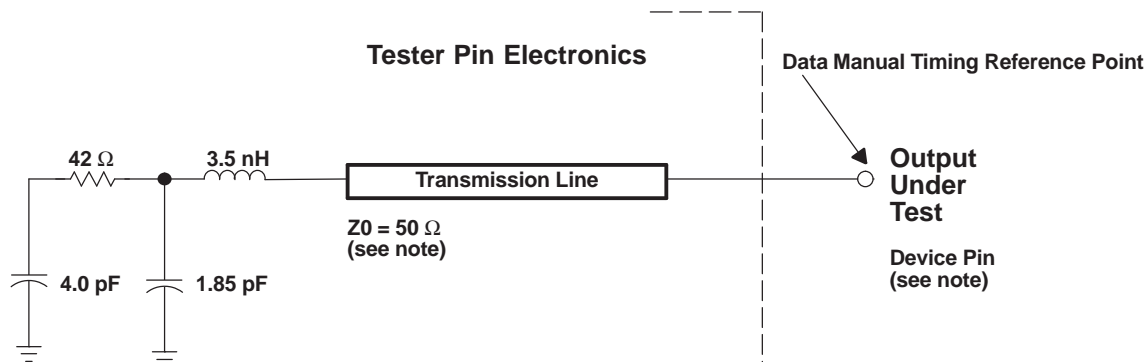 Tester Pin Electronics
Data Manual Timing Reference Point
42 Ω
3.5 nH
Transmission Line
Output
Under
Test
Z0 = 50 Ω
(see note)
Device Pin
(see note)
4.0 pF
1.85 pF